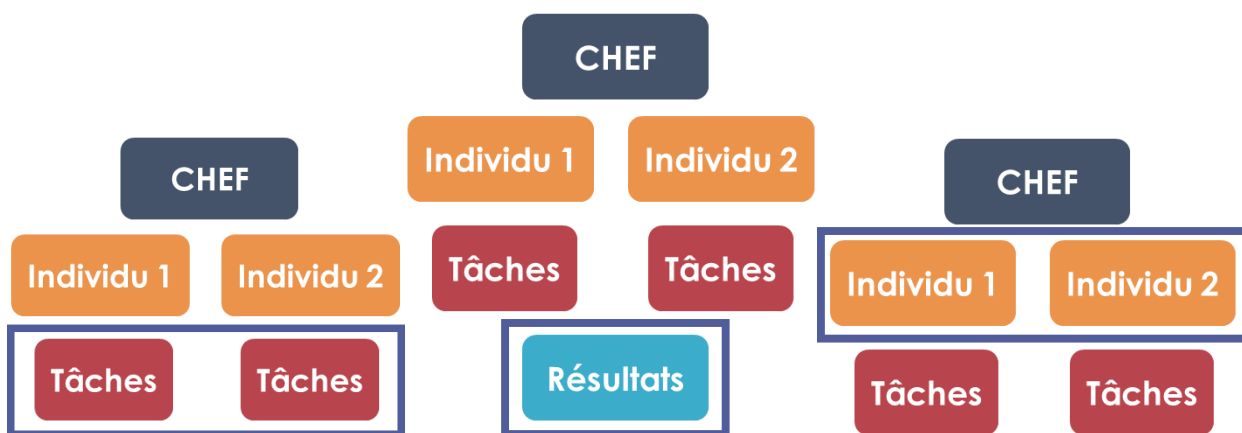 CHEF
Individu 1
Individu 2
Tâches
Tâches
CHEF
Individu 1
Individu 2
Tâches
Tâches
Résultats
CHEF
Individu 1
Individu 2
Tâches
Tâches